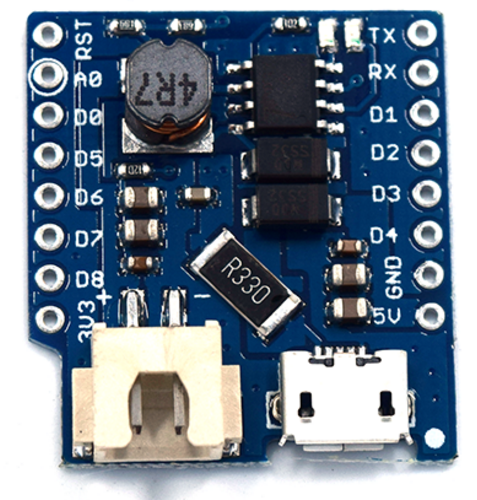 RST
A0
D0
D5
D6
D7
D8
3V3
+
-
4R7
R330
TX
RX
D1
D2
D3
D4
GND
5V